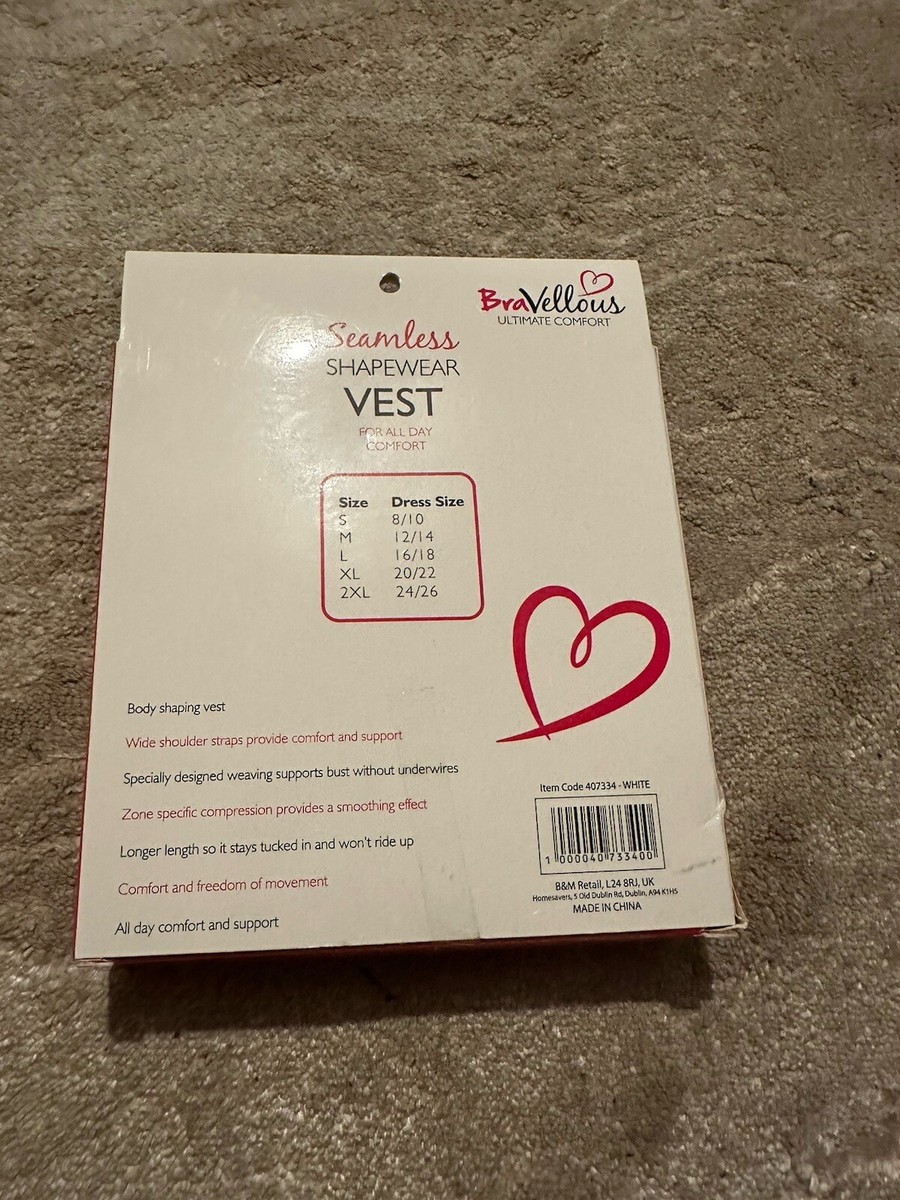 BraVellous
ULTIMATE COMFORT
Seamless
SHAPEWEAR
VEST
FOR ALL DAY
COMFORT
Size Dress Size
S 8/10
M 12/14
L 16/18
XL 20/22
2XL 24/26
Body shaping vest
Wide shoulder straps provide comfort and support
Specially designed weaving supports bust without underwires
Zone specific compression provides a smoothing effect
Longer length so it stays tucked in and won't ride up
Comfort and freedom of movement
All day comfort and support
Item Code 407334 - WHITE
1 000040 733400
B&M Retail, L24 8RJ, UK
Homesavers, 5 Old Dublin Rd, Dublin, A94 K1H5
MADE IN CHINA